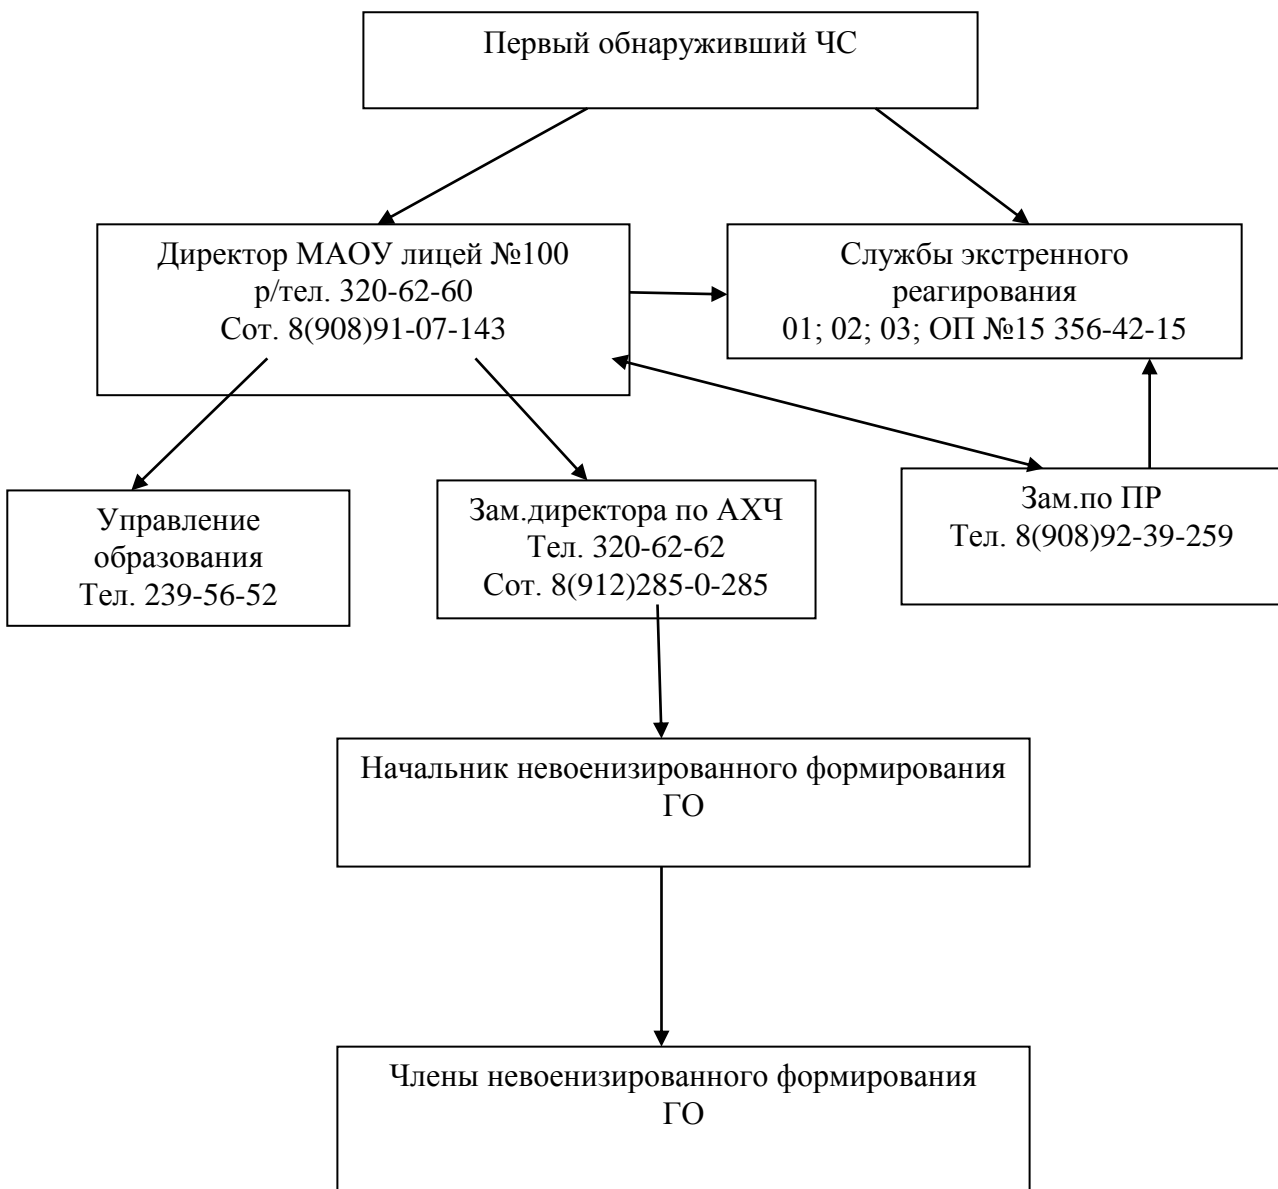 Первый обнаруживший ЧС
Директор МАОУ лицей №100
р/тел. 320-62-60
Сот. 8(908)91-07-143
Службы экстренного
реагирования
01; 02; 03; ОП №15 356-42-15
Управление
образования
Тел. 239-56-52
Зам.директора по АХЧ
Тел. 320-62-62
Сот. 8(912)285-0-285
Зам.по ПР
Тел. 8(908)92-39-259
Начальник невоенизированного формирования
ГО
Члены невоенизированного формирования
ГО